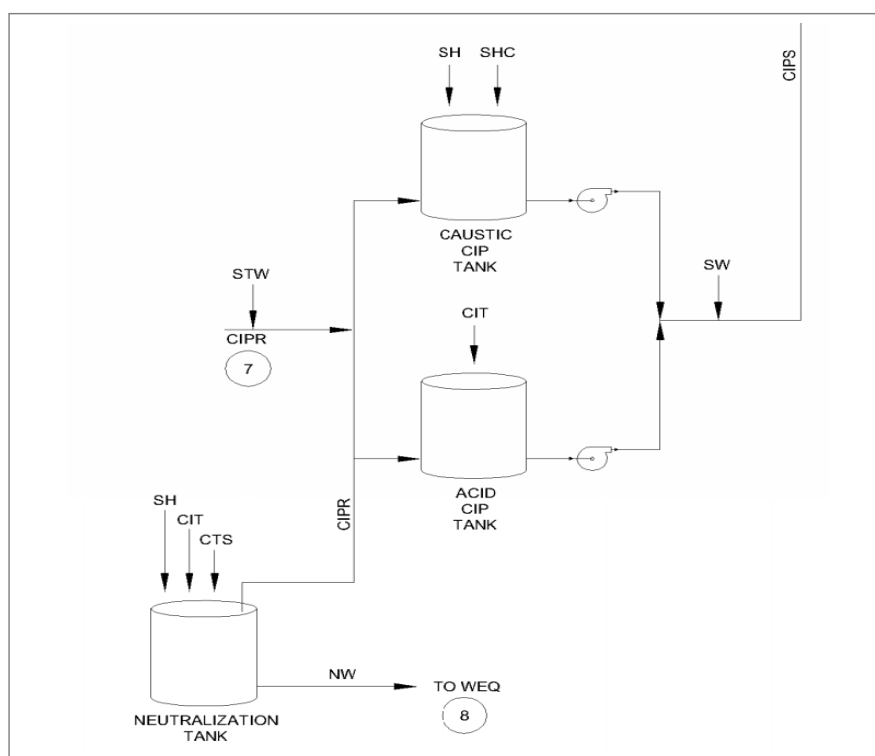 SH
SHC
CIPS
CAUSTIC
CIP
TANK
STW
SW
CIPR
7
CIT
ACID
CIP
TANK
CIPR
SH
CIT
CTS
NW
TO WEQ
8
NEUTRALIZATION
TANK